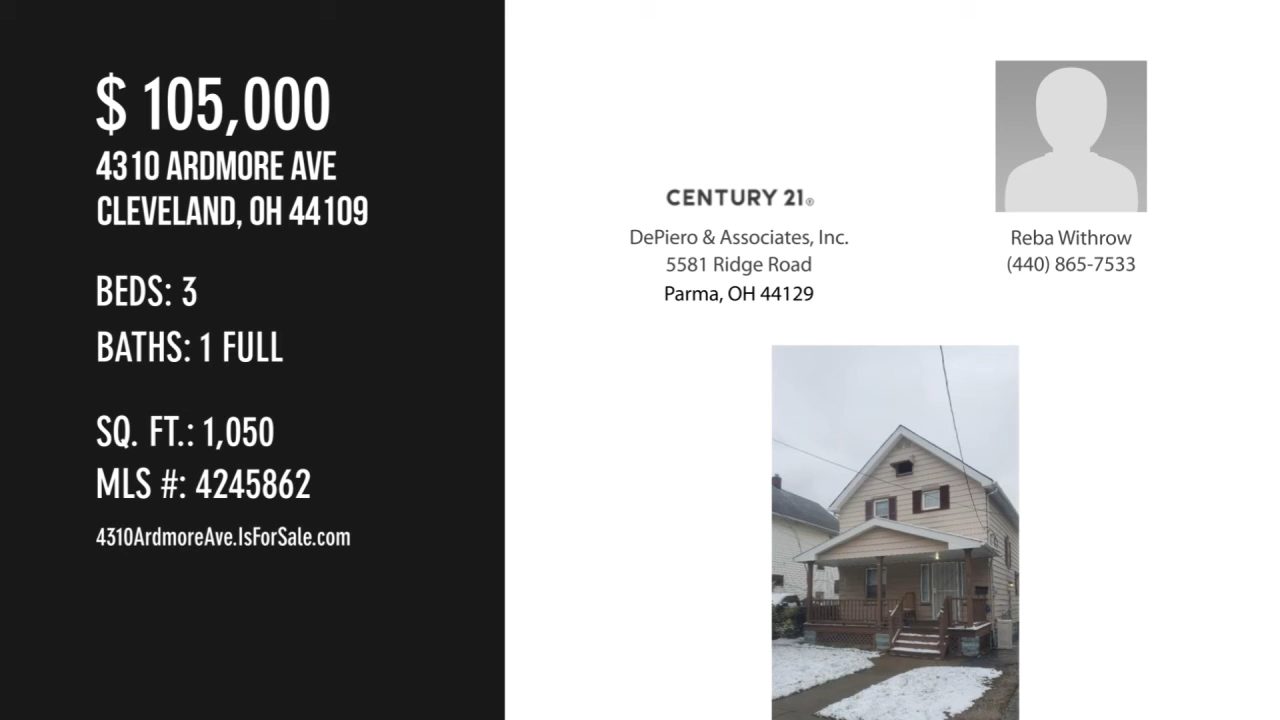 $ 105,000
4310 ARDMORE AVE
CLEVELAND, OH 44109
BEDS: 3
BATHS: 1 FULL
SQ. FT.: 1,050
MLS #: 4245862
4310ArdmoreAve.IsForSale.com
CENTURY 21®
DePiero & Associates, Inc.
5581 Ridge Road
Parma, OH 44129
Reba Withrow
(440) 865-7533